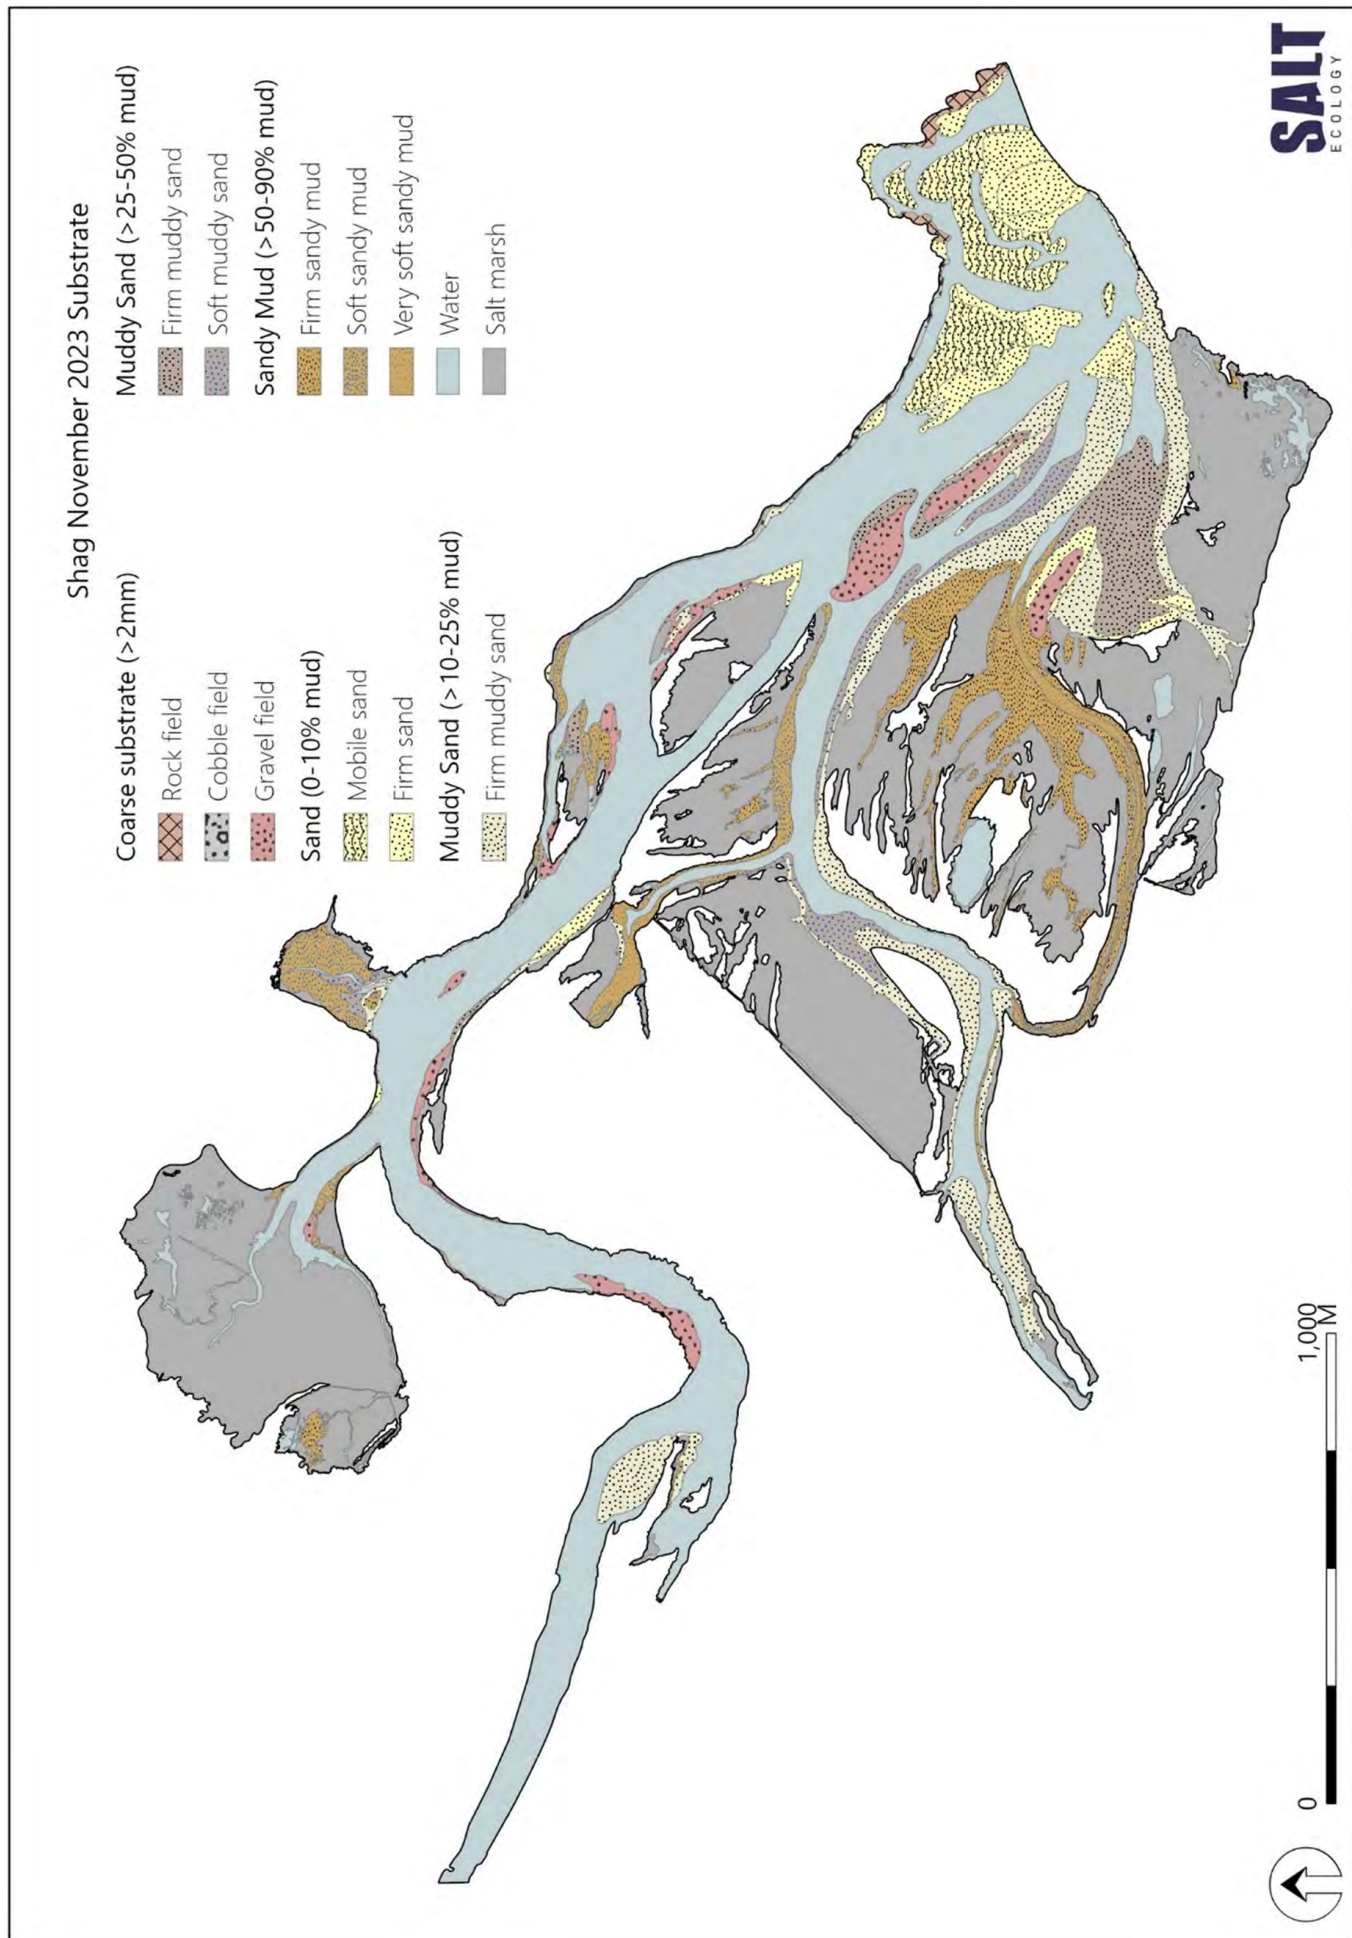 Shag November 2023 Substrate
Coarse substrate (>2mm)
Rock field
Cobble field
Gravel field
Sand (0-10% mud)
Mobile sand
Firm sand
Muddy Sand (>10-25% mud)
Firm muddy sand
Muddy Sand (>25-50% mud)
Firm muddy sand
Soft muddy sand
Sandy Mud (>50-90% mud)
Firm sandy mud
Soft sandy mud
Very soft sandy mud
Water
Salt marsh
0
1,000
M
SALT
ECOLOGY